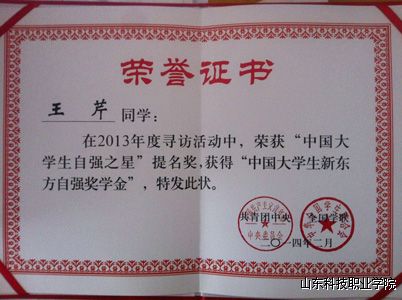 荣誉证书
王芹 同学：
在2013年度寻访活动中，荣获“中国大
学生自强之星”提名奖，获得“中国大学生新东
方自强奖学金”，特发此状。
共青团中央 全国学联
二〇一四年二月
山东科技职业学院